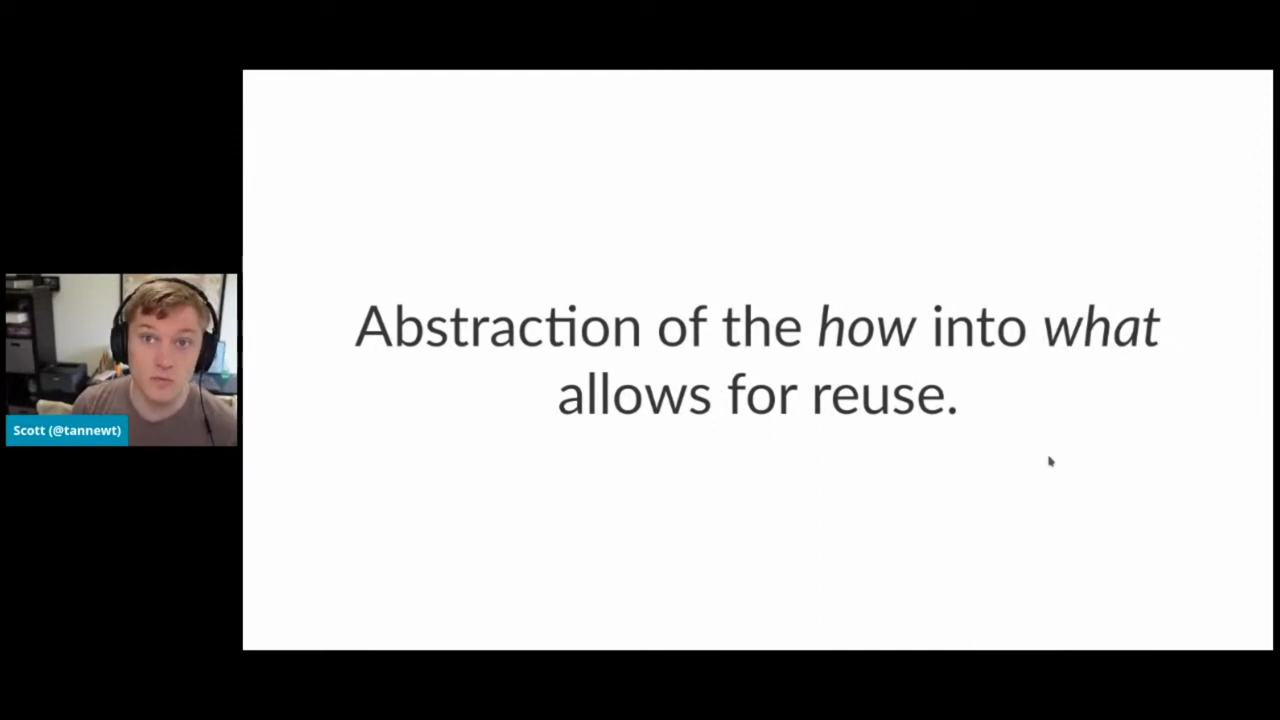 Abstraction of the how into what
allows for reuse.
Scott (@tannewt)